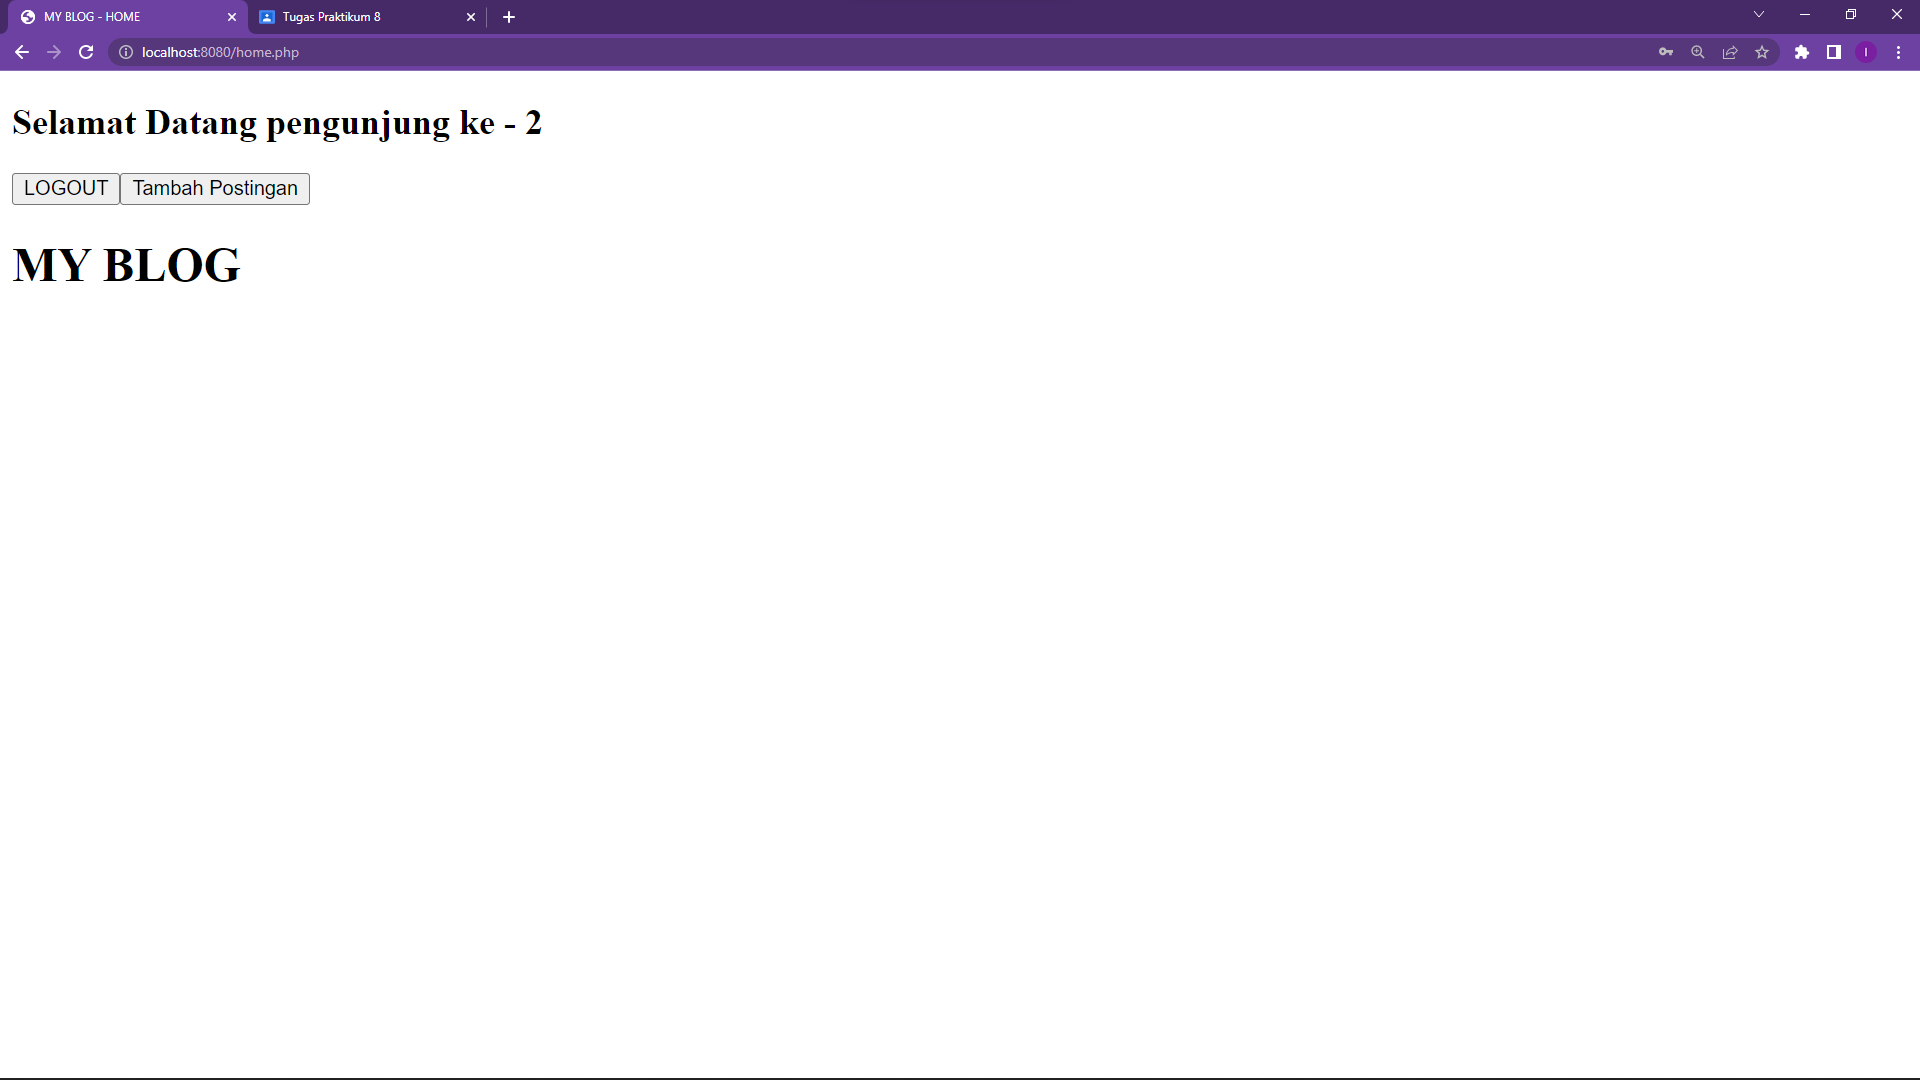 MY BLOG - HOME
Tugas Praktikum 8
localhost:8080/home.php
I
Selamat Datang pengunjung ke - 2
LOGOUT
Tambah Postingan
MY BLOG